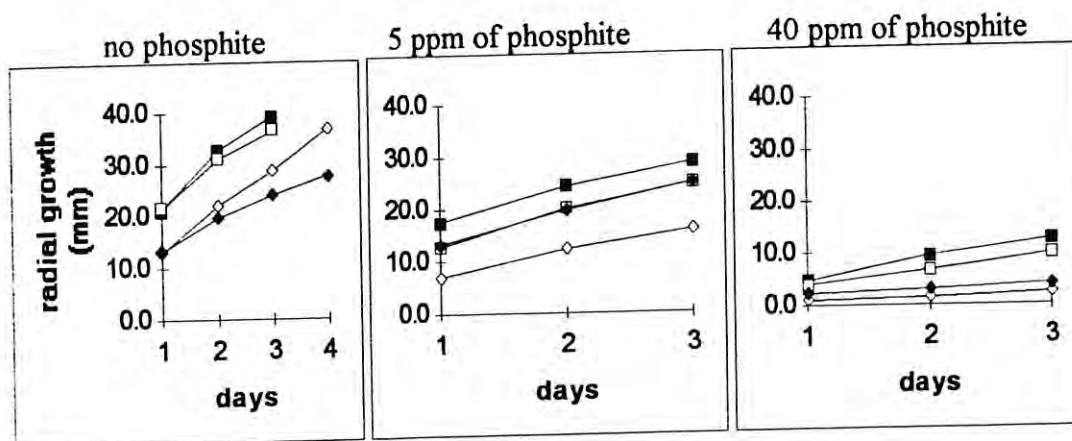 no phosphite
5 ppm of phosphite
40 ppm of phosphite
radial growth
(mm)
40.0
30.0
20.0
10.0
0.0
1 2 3 4
days
40.0
30.0
20.0
10.0
0.0
1 2 3
days
40.0
30.0
20.0
10.0
0.0
1 2 3
days